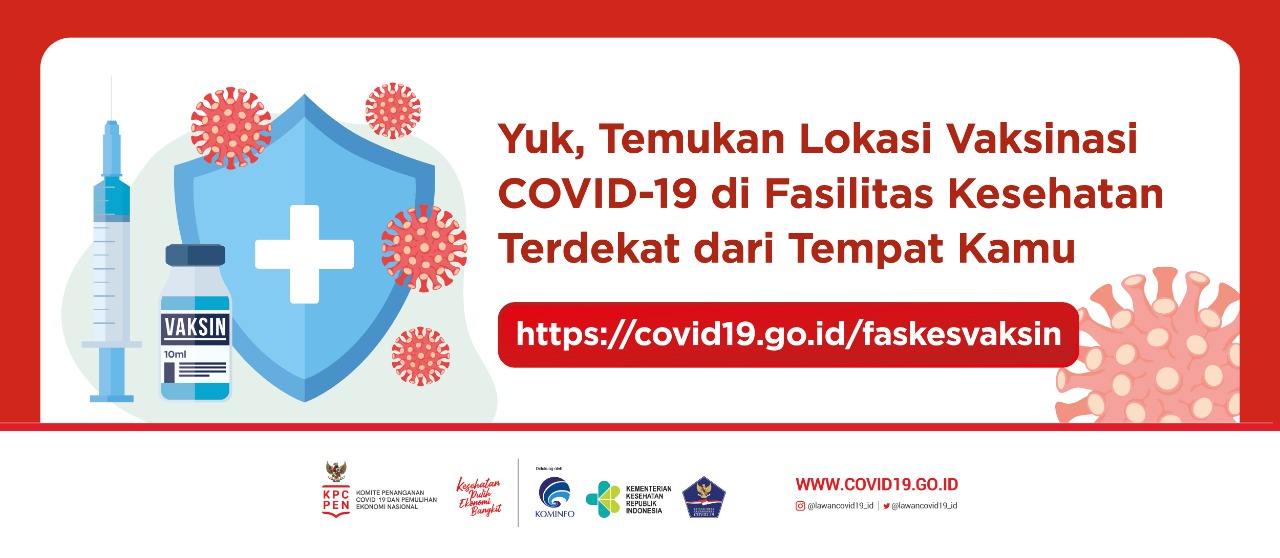 Yuk, Temukan Lokasi Vaksinasi
COVID-19 di Fasilitas Kesehatan
Terdekat dari Tempat Kamu
https://covid19.go.id/faskesvaksin
VAKSIN
10ml
KPC
PEN
KOMITE PENANGANAN
COVID 19 DAN PEMULIHAN
EKONOMI NASIONAL
Kesehatan
Pulih
Ekonomi
Bangkit
Didukung oleh:
KOMINFO
KEMENTERIAN
KESEHATAN
REPUBLIK
INDONESIA
WWW.COVID19.GO.ID
@lawancovid19_id | @lawancovid19_id